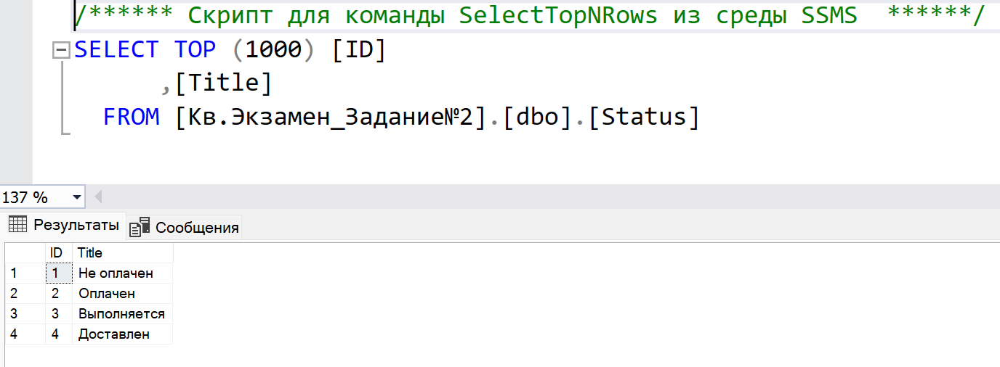 /****** Скрипт для команды SelectTopNRows из среды SSMS  ******/
SELECT TOP (1000) [ID]
      ,[Title]
  FROM [Кв.Экзамен_Задание№2].[dbo].[Status]
137 %
Результаты Сообщения
ID Title
1 1 Не оплачен
2 2 Оплачен
3 3 Выполняется
4 4 Доставлен